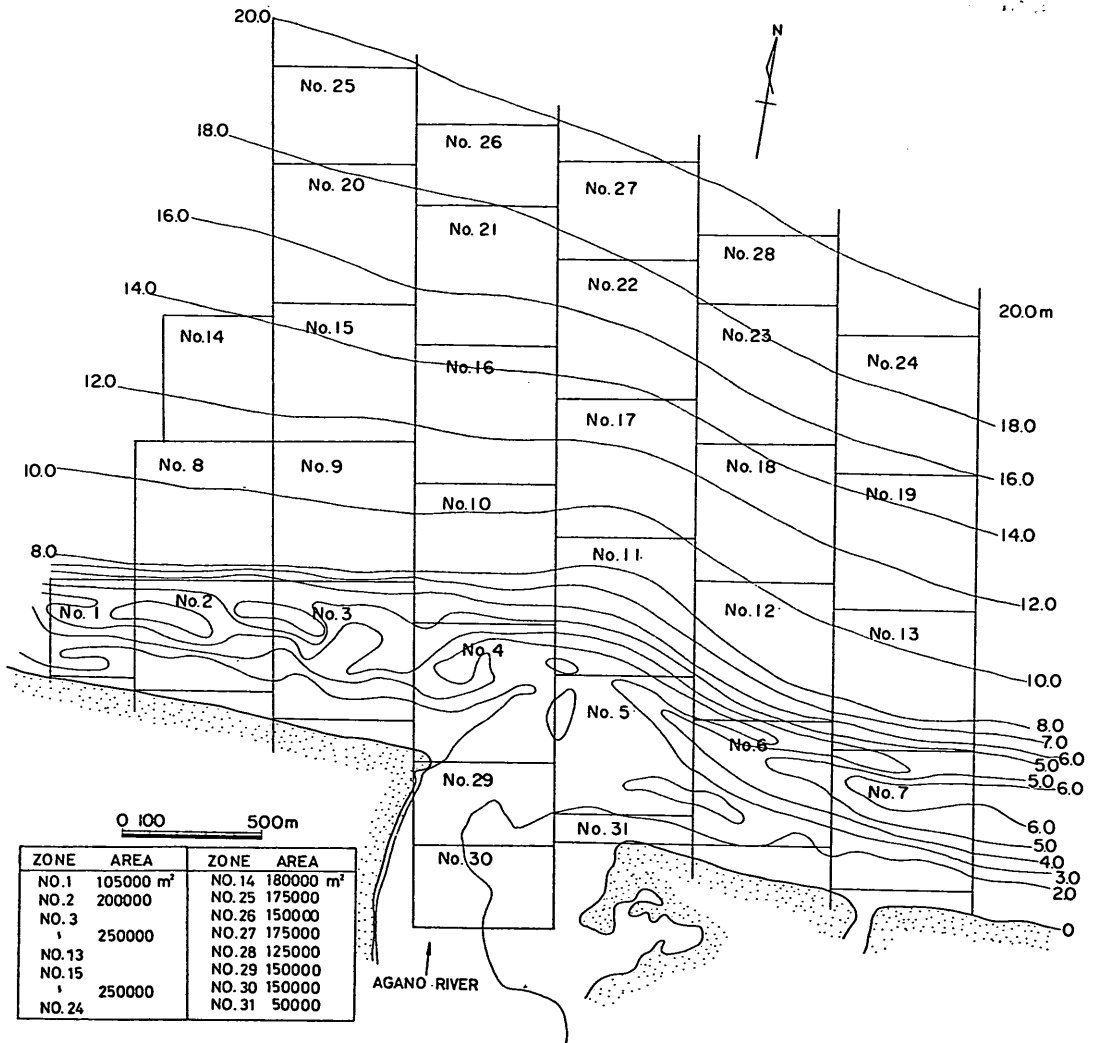 20.0
N
No. 25
18.0
No. 26
No. 20
No. 27
16.0
No. 21
No. 28
No. 22
14.0
20.0 m
No. 15
No. 14
No. 23
No. 24
No. 16
12.0
No. 17
18.0
No. 8
No. 9
No. 18
10.0
16.0
No. 19
No. 10
14.0
8.0
No. 11
12.0
No. 1
No. 2
No. 3
No. 12
No. 13
No. 4
10.0
No. 5
8.0
No. 6
7.0
6.0
5.0
5.0
6.0
No. 29
No. 7
6.0
0 100 500m
No. 31
5.0
No. 30
4.0
3.0
2.0
0
ZONE AREA ZONE AREA
NO.1 105000 m² NO.14 180000 m²
NO.2 200000 NO.25 175000
NO.3 NO.26 150000
250000 NO.27 175000
NO.13 NO.28 125000
NO.15 NO.29 150000
250000 NO.30 150000
NO.24 NO.31 50000
AGANO RIVER